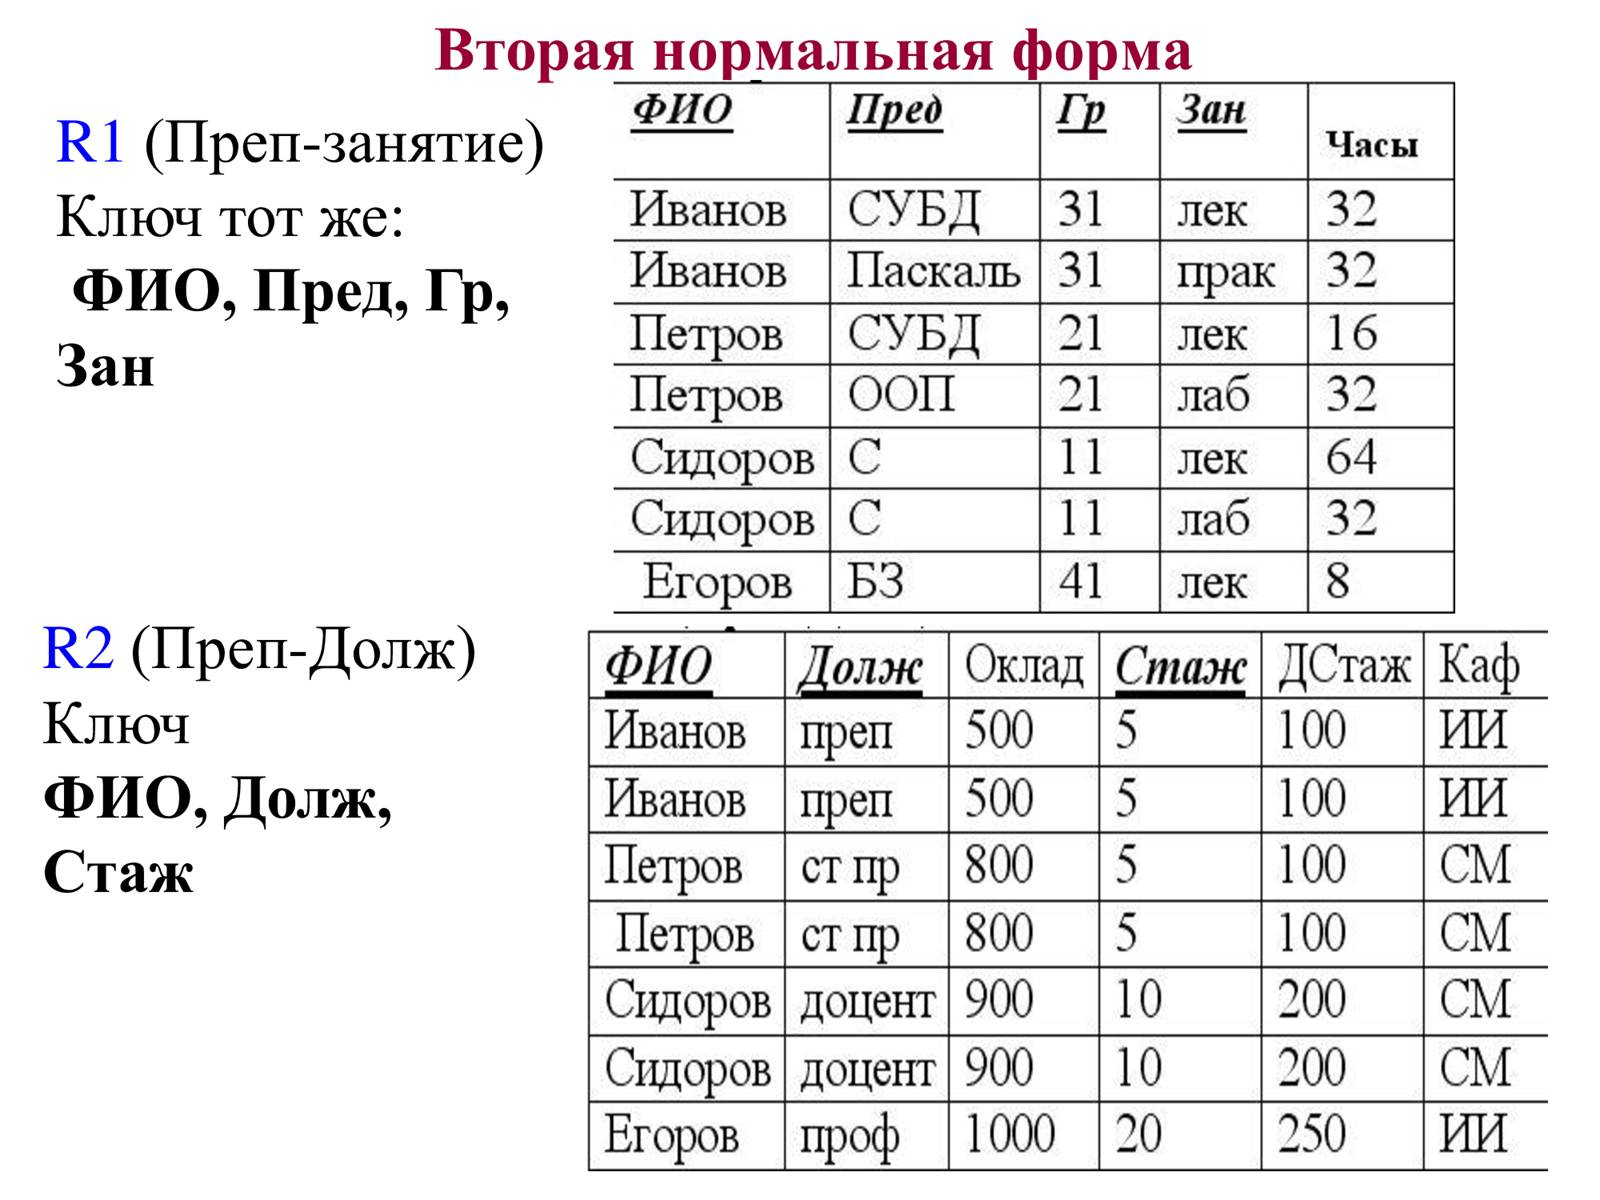 Вторая нормальная форма
R1 (Преп-занятие)
Ключ тот же:
ФИО, Пред, Гр,
Зан
ФИО Пред Гр Зан Часы
Иванов СУБД 31 лек 32
Иванов Паскаль 31 прак 32
Петров СУБД 21 лек 16
Петров ООП 21 лаб 32
Сидоров С 11 лек 64
Сидоров С 11 лаб 32
Егоров БЗ 41 лек 8
R2 (Преп-Долж)
Ключ
ФИО, Долж,
Стаж
ФИО Долж Оклад Стаж ДСтаж Каф
Иванов преп 500 5 100 ИИ
Иванов преп 500 5 100 ИИ
Петров ст пр 800 5 100 СМ
Петров ст пр 800 5 100 СМ
Сидоров доцент 900 10 200 СМ
Сидоров доцент 900 10 200 СМ
Егоров проф 1000 20 250 ИИ